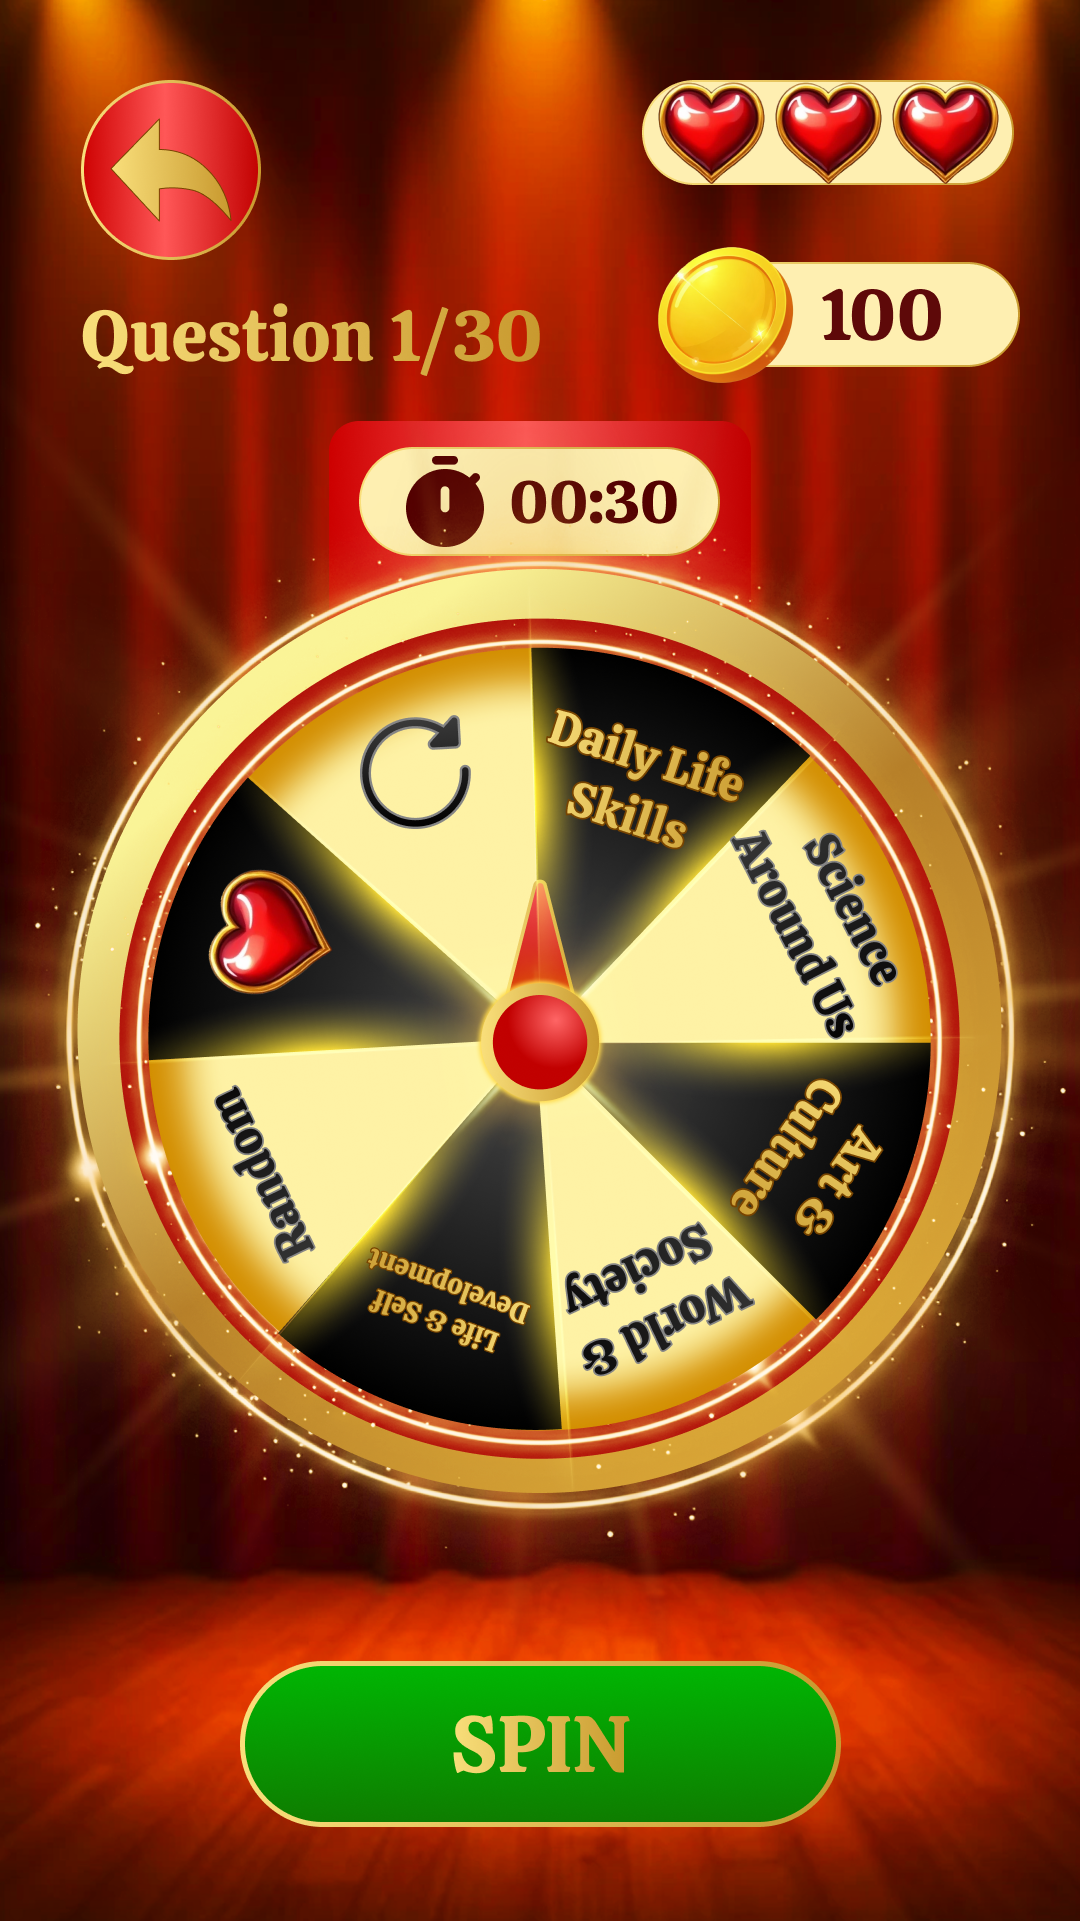 Question 1/30
100
00:30
Daily Life
Skills
Science
Around Us
Art &
Culture
World &
Society
Life & Self
Development
Random
SPIN